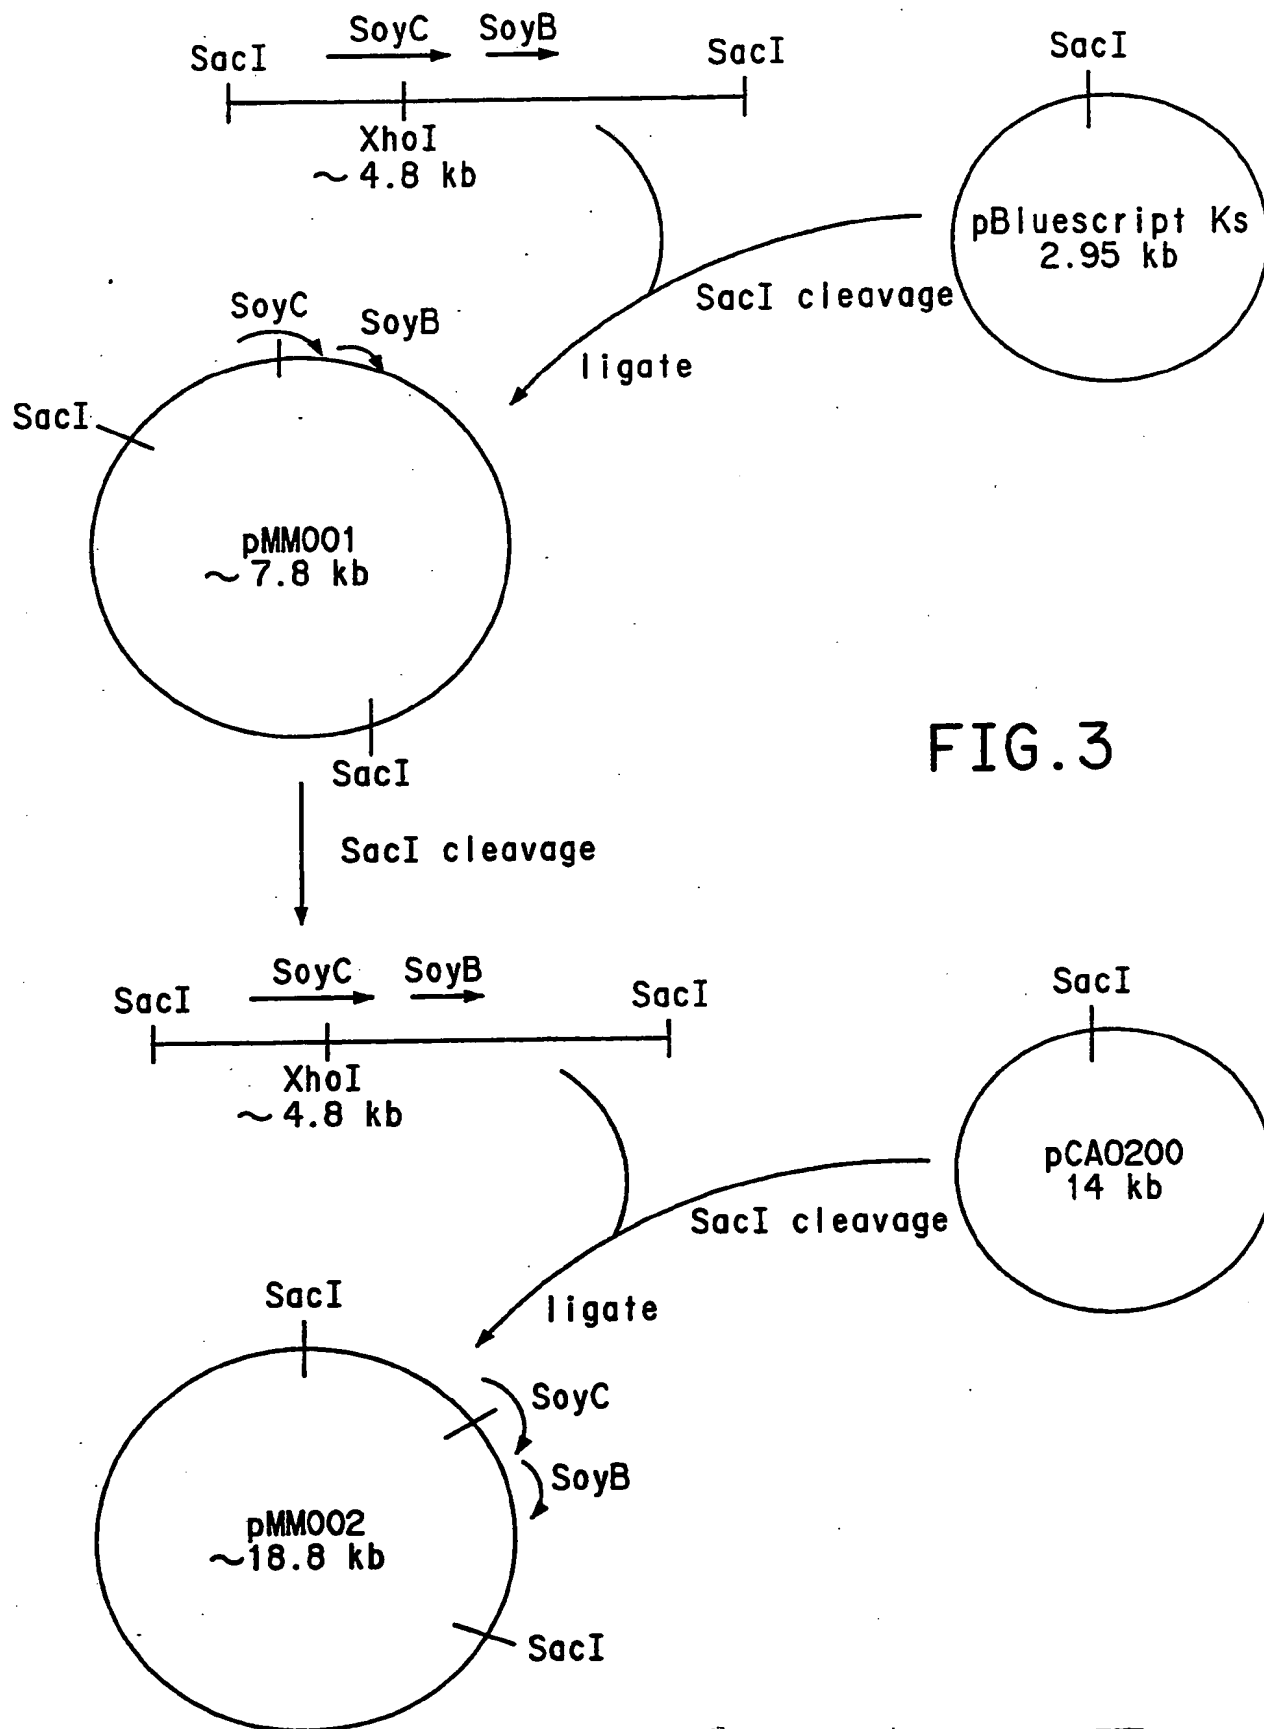 SoyC SoyB
SacI SacI SacI
XhoI
~ 4.8 kb
pBluescript Ks
2.95 kb
SacI cleavage
ligate
SoyC
SoyB
SacI
pMM001
~ 7.8 kb
SacI
FIG.3
SacI cleavage
SoyC SoyB
SacI SacI SacI
XhoI
~ 4.8 kb
pCA0200
14 kb
SacI cleavage
ligate
SacI
SoyC
SoyB
pMM002
~18.8 kb
SacI